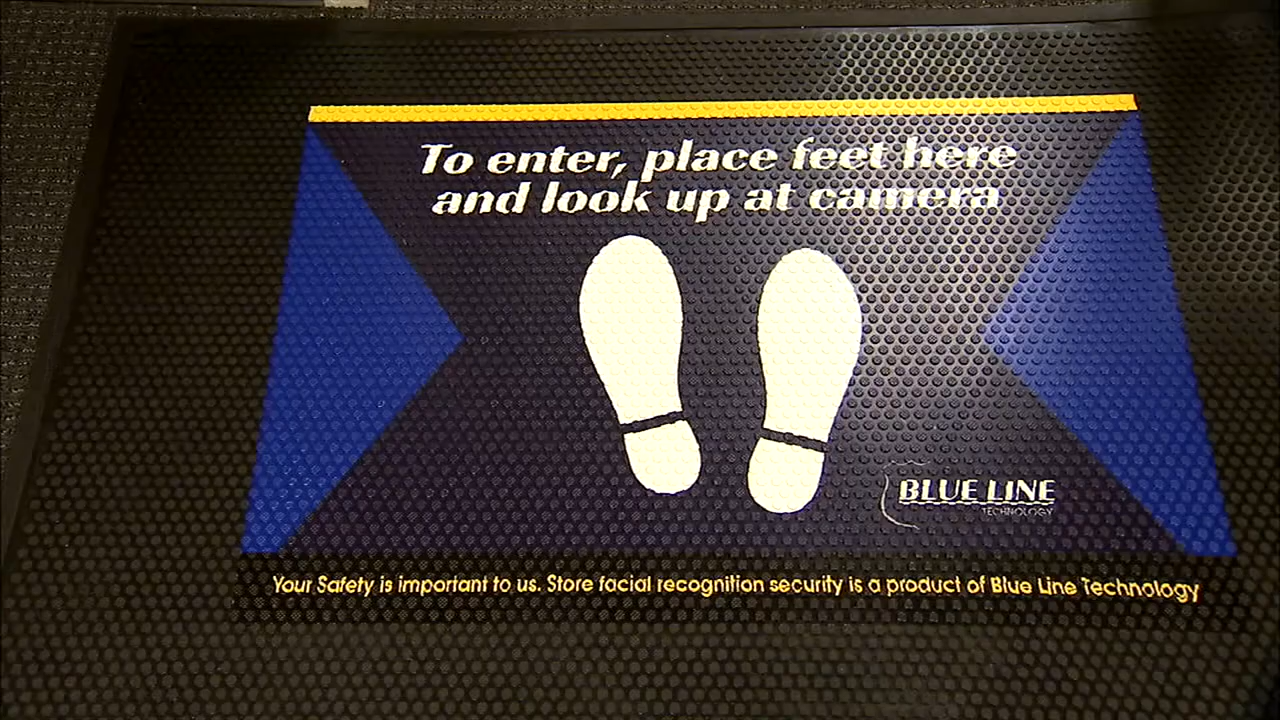 To enter, place feet here
and look up at camera
BLUE LINE
TECHNOLOGY
Your Safety is important to us. Store facial recognition security is a product of Blue Line Technology